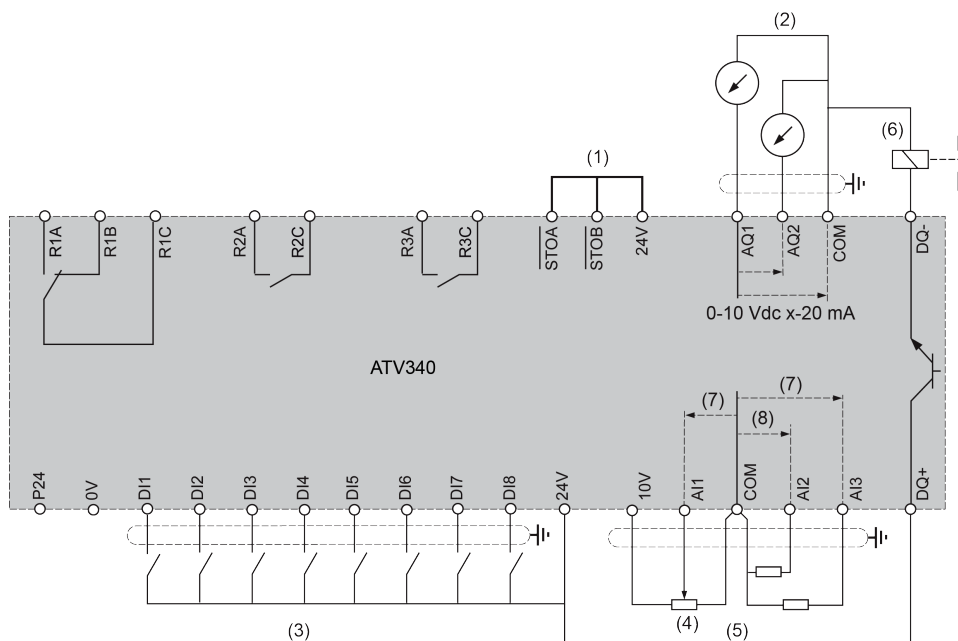 (2)
(6)
(1)
R1A
R1B
R1C
R2A
R2C
R3A
R3C
STOA
STOB
24V
AQ1
AQ2
COM
DQ-
0-10 Vdc x-20 mA
ATV340
(7)
(7)
(8)
P24
0V
DI1
DI2
DI3
DI4
DI5
DI6
DI7
DI8
24V
10V
AI1
COM
AI2
AI3
DQ+
(3)
(4)
(5)